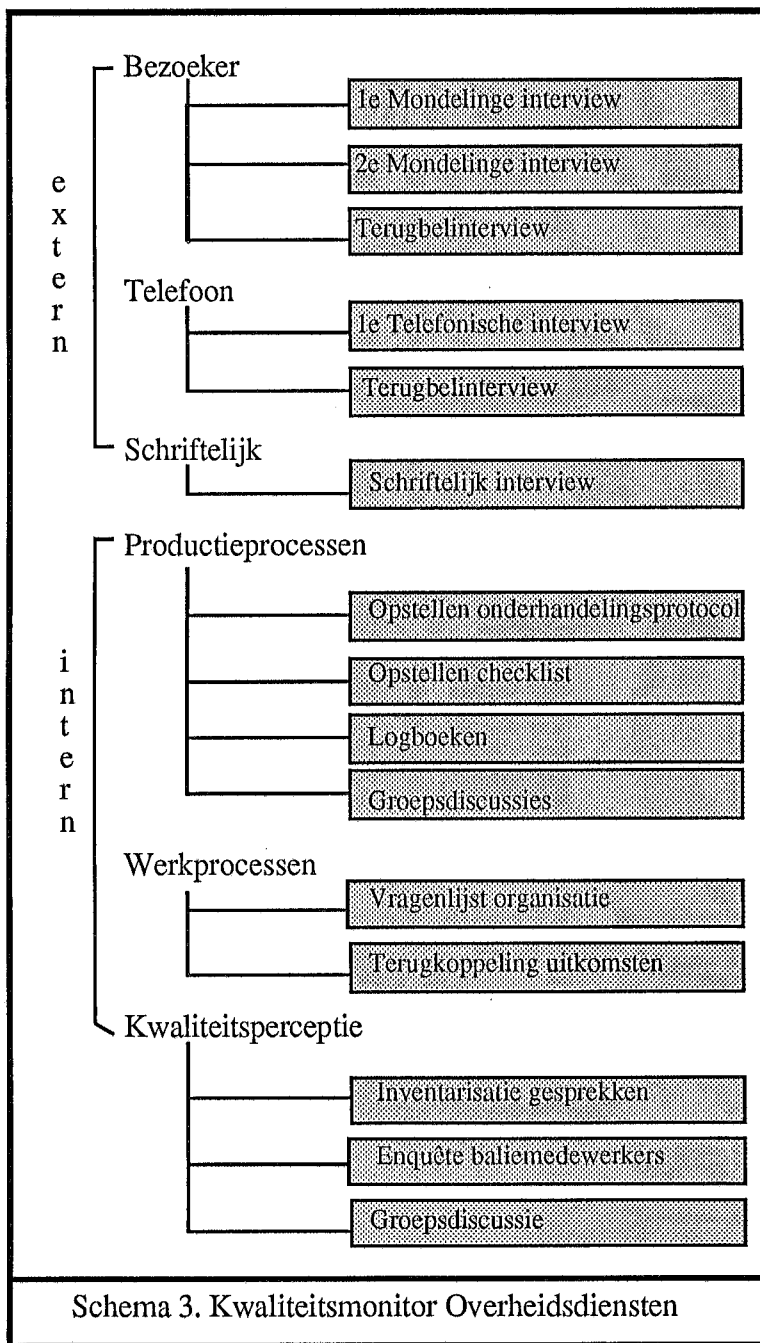 extern
Bezoeker
1e Mondelinge interview
2e Mondelinge interview
Terugbelinterview
Telefoon
1e Telefonische interview
Terugbelinterview
Schriftelijk
Schriftelijk interview
intern
Productieprocessen
Opstellen onderhandelingsprotocol
Opstellen checklist
Logboeken
Groepsdiscussies
Werkprocessen
Vragenlijst organisatie
Terugkoppeling uitkomsten
Kwaliteitsperceptie
Inventarisatie gesprekken
Enquête baliemedewerkers
Groepsdiscussie
Schema 3. Kwaliteitsmonitor Overheidsdiensten